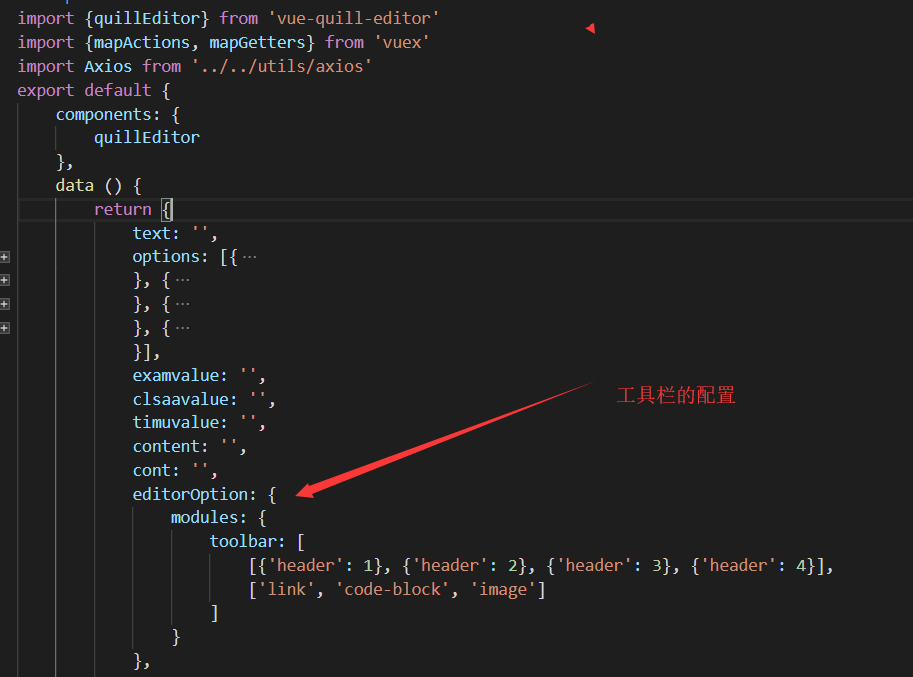 import {quillEditor} from 'vue-quill-editor'
import {mapActions, mapGetters} from 'vuex'
import Axios from '../../utils/axios'
export default {
components: {
quillEditor
},
data () {
return {
text: '',
options: [{ ···
}, { ···
}, { ···
}, { ···
}],
examvalue: '',
clsaavalue: '',
工具栏的配置
timuvalue: '',
content: '',
cont: '',
editorOption: {
modules: {
toolbar: [
[{'header': 1}, {'header': 2}, {'header': 3}, {'header': 4}],
['link', 'code-block', 'image']
]
}
},